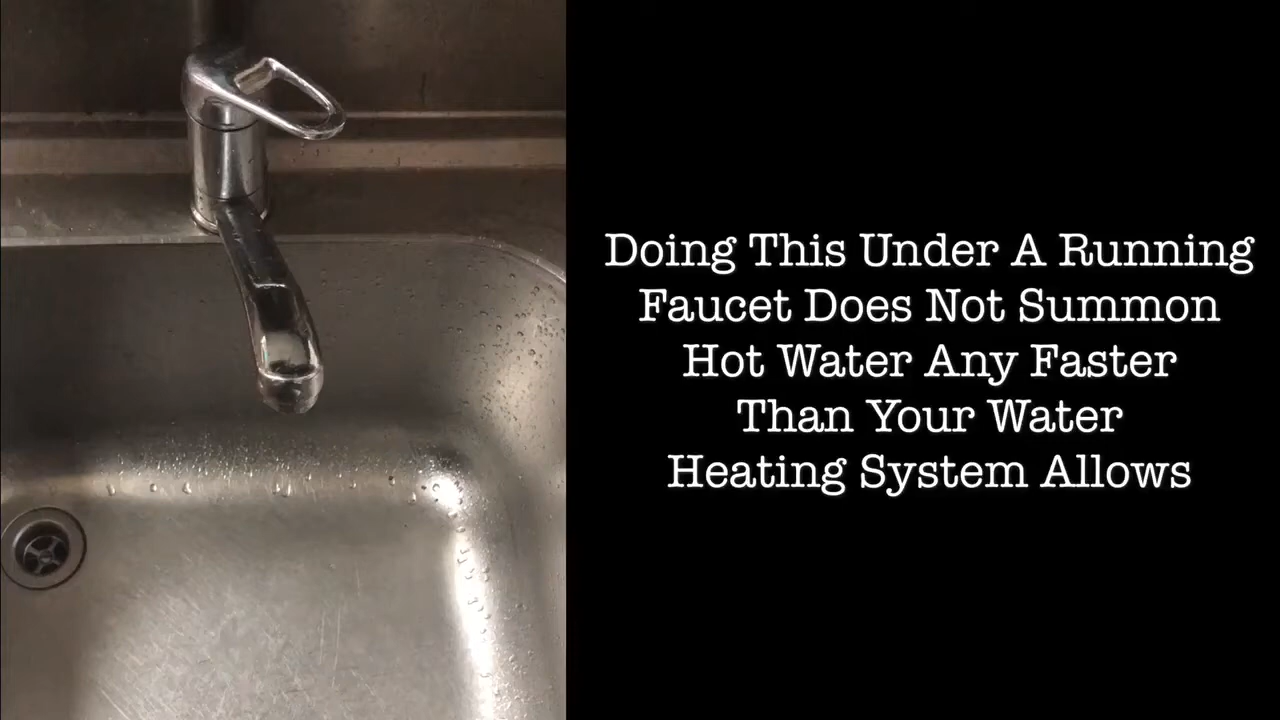 Doing This Under A Running
Faucet Does Not Summon
Hot Water Any Faster
Than Your Water
Heating System Allows